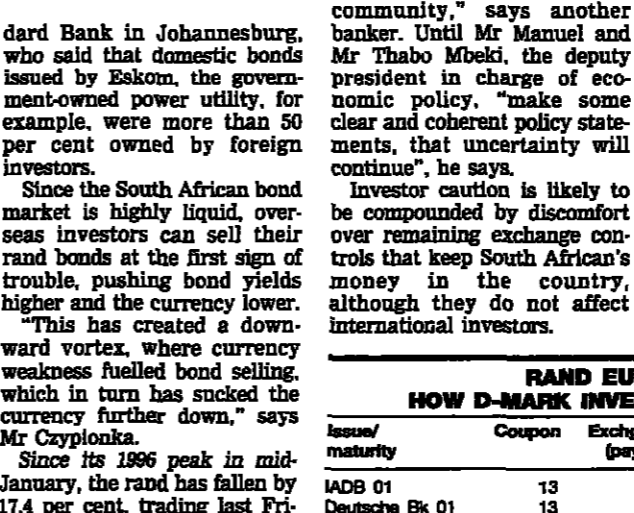 dard Bank in Johannesburg,
who said that domestic bonds
issued by Eskom, the govern-
ment-owned power utility, for
example, were more than 50
per cent owned by foreign
investors.
Since the South African bond
market is highly liquid, over-
seas investors can sell their
rand bonds at the first sign of
trouble, pushing bond yields
higher and the currency lower.
"This has created a down-
ward vortex, where currency
weakness fuelled bond selling,
which in turn has sucked the
currency further down," says
Mr Czypionka.
Since its 1996 peak in mid-
January, the rand has fallen by
17.4 per cent, trading last Fri-
community," says another
banker. Until Mr Manuel and
Mr Thabo Mbeki, the deputy
president in charge of eco-
nomic policy, "make some
clear and coherent policy state-
ments, that uncertainty will
continue", he says.
Investor caution is likely to
be compounded by discomfort
over remaining exchange con-
trols that keep South African's
money in the country,
although they do not affect
international investors.
RAND EU
HOW D-MARK INVE
Issue/ Coupon Exchg
maturity (pay
IADB 01 13
Deutsche Bk 01 13